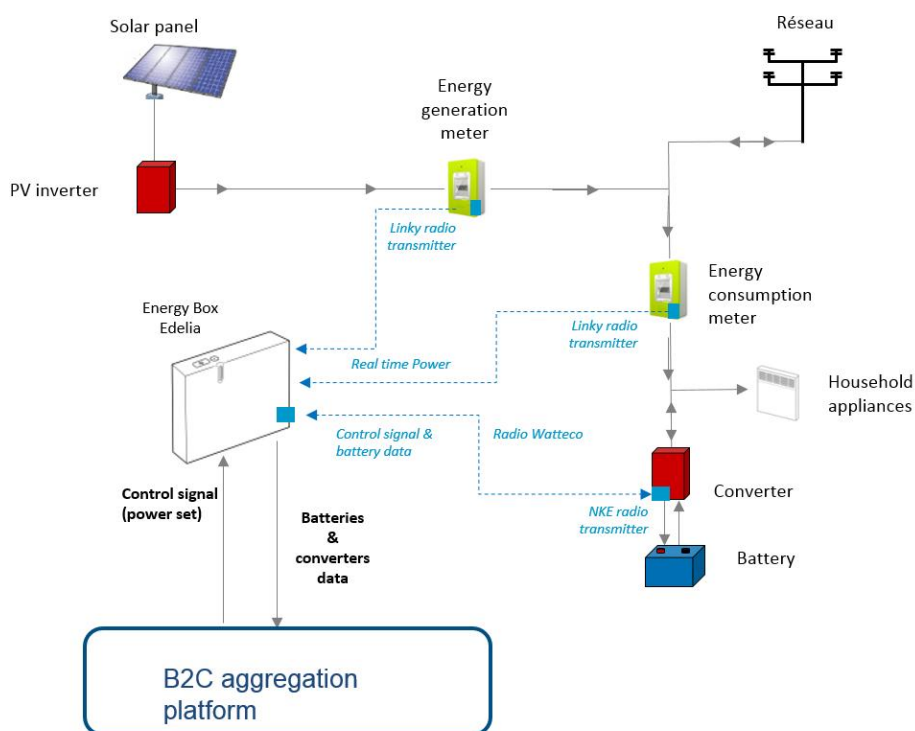 Solar panel
Réseau
Energy
generation
meter
PV inverter
Linky radio
transmitter
Energy
consumption
meter
Energy Box
Edelia
Linky radio
transmitter
Real time Power
Household
appliances
Control signal &
battery data
Radio Watteco
Converter
Control signal
(power set)
NKE radio
transmitter
Batteries
&
converters
data
Battery
B2C aggregation
platform